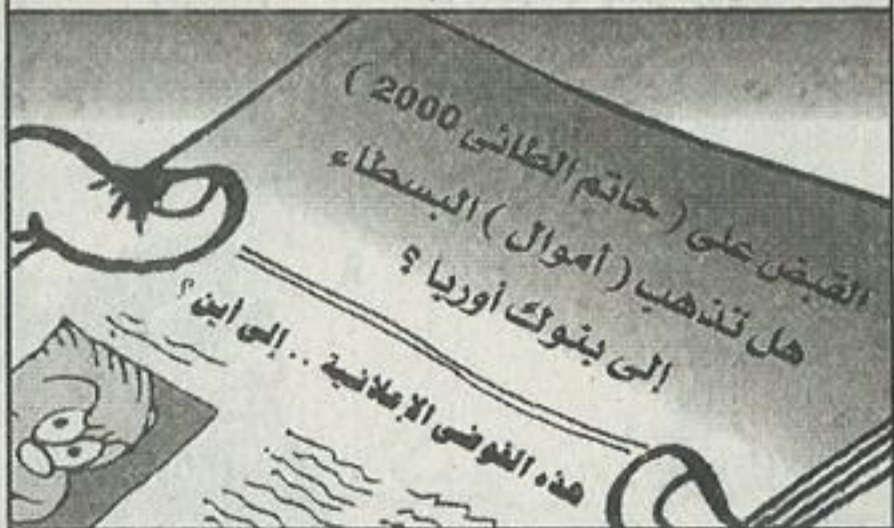 القبض على ( حاتم الطائى 2000 )
هل تذهب ( أموال ) البسطاء
إلى بنوك أوربا ؟
هذه الفوضى الإعلانية .. إلى أين ؟